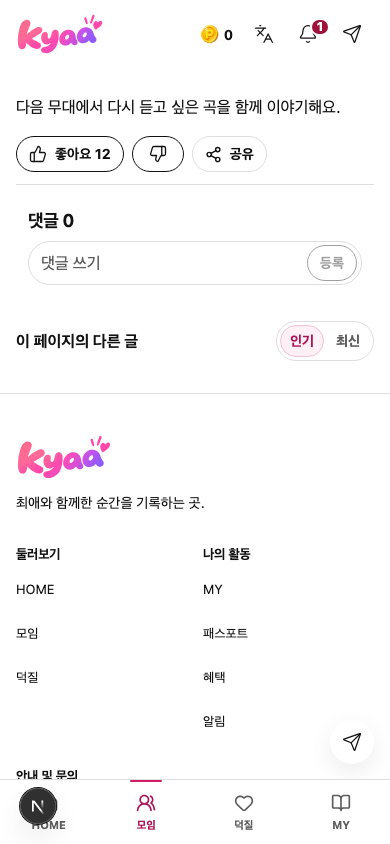 kyaa
P 0
1
다음 무대에서 다시 듣고 싶은 곡을 함께 이야기해요.
좋아요 12
공유
댓글 0
댓글 쓰기
등록
이 페이지의 다른 글
인기
최신
kyaa
최애와 함께한 순간을 기록하는 곳.
둘러보기
나의 활동
HOME
MY
모임
패스포트
덕질
혜택
알림
안내 및 문의
N
HOME
모임
덕질
MY